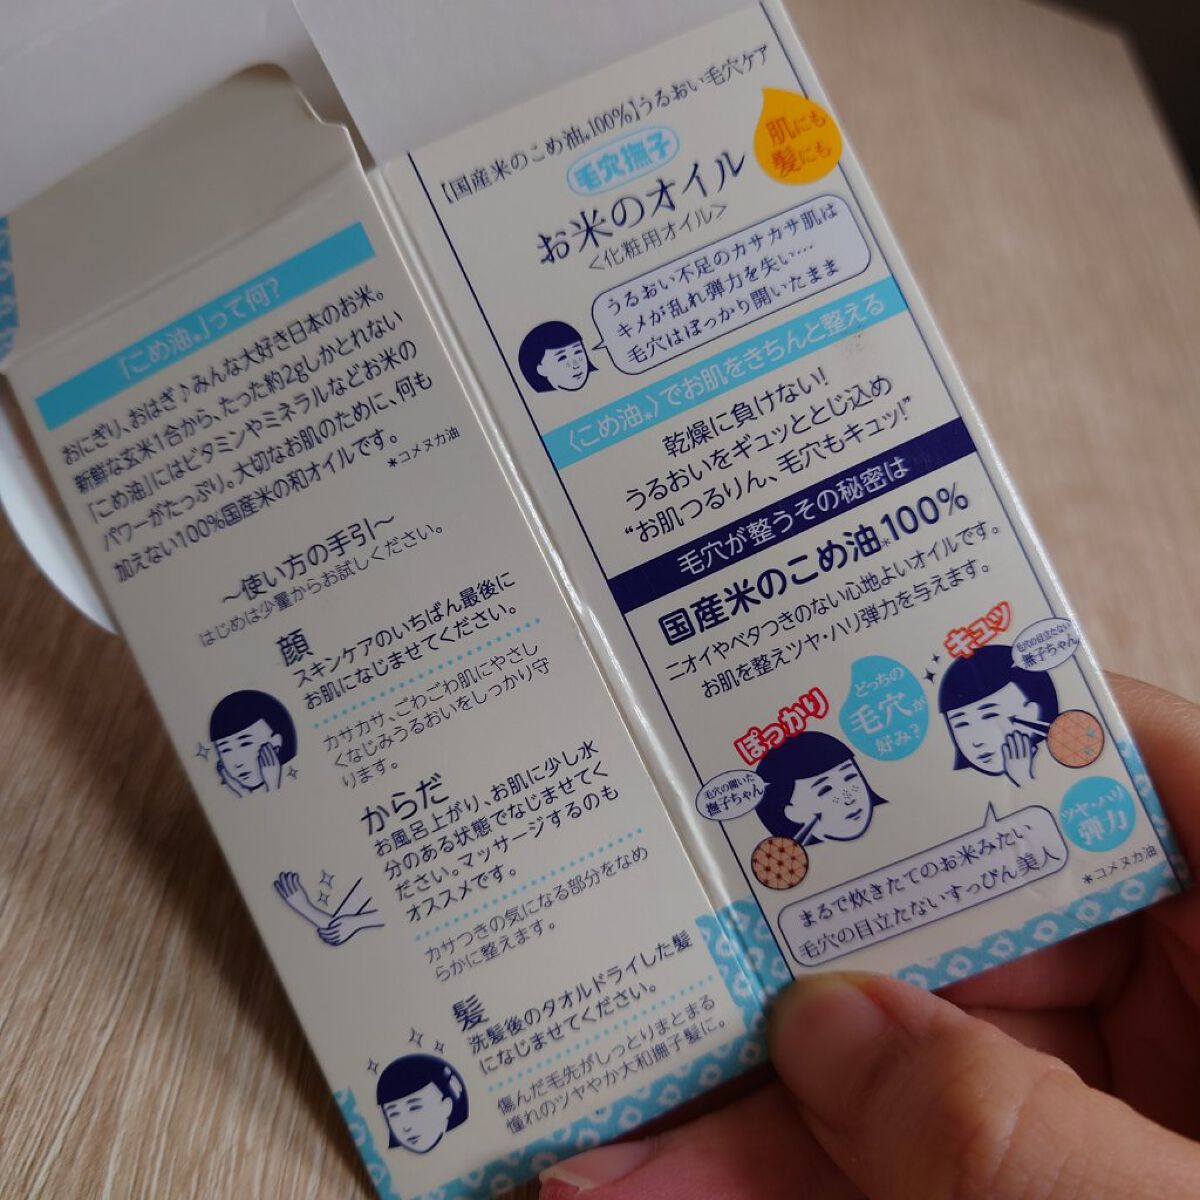 「こめ油*」って何?
おにぎり、おはぎ♪みんな大好き日本のお米。
新鮮な玄米1合から、たった約2gしかとれない
「こめ油」にはビタミンやミネラルなどお米の
パワーがたっぷり。大切なお肌のために、何も
加えない100%国産米の和オイルです。
*コメヌカ油
～使い方の手引～
はじめは少量からお試しください。
顔
スキンケアのいちばん最後に
お肌になじませてください。
カサカサ、ごわごわ肌にやさし
くなじみうるおいをしっかり守
ります。
からだ
お風呂上がり、お肌に少し水
分のある状態でなじませてく
ださい。マッサージするのも
オススメです。
カサつきの気になる部分をなめ
らかに整えます。
髪
洗髪後のタオルドライした髪
になじませてください。
傷んだ毛先がしっとりまとまる
憧れのツヤやか大和撫子髪に。
【国産米のこめ油*100%】うるおい毛穴ケア
毛穴撫子
お米のオイル
<化粧用オイル>
肌にも
髪にも
うるおい不足のカサカサ肌は
キメが乱れ弾力を失い…
毛穴はぽっかり開いたまま
〈こめ油*〉でお肌をきちんと整える
乾燥に負けない!
うるおいをギュッととじ込め
“お肌つるりん、毛穴もキュッ!”
毛穴が整うその秘密は
国産米のこめ油*100%
ニオイやベタつきのない心地よいオイルです。
お肌を整えツヤ・ハリ弾力を与えます。
ぽっかり
毛穴の開いた
撫子ちゃん
どっちの
毛穴が
好み?
キュッ
毛穴の目立たない
撫子ちゃん
ツヤ・ハリ
弾力
まるで炊きたてのお米みたい
毛穴の目立たないすっぴん美人
*コメヌカ油